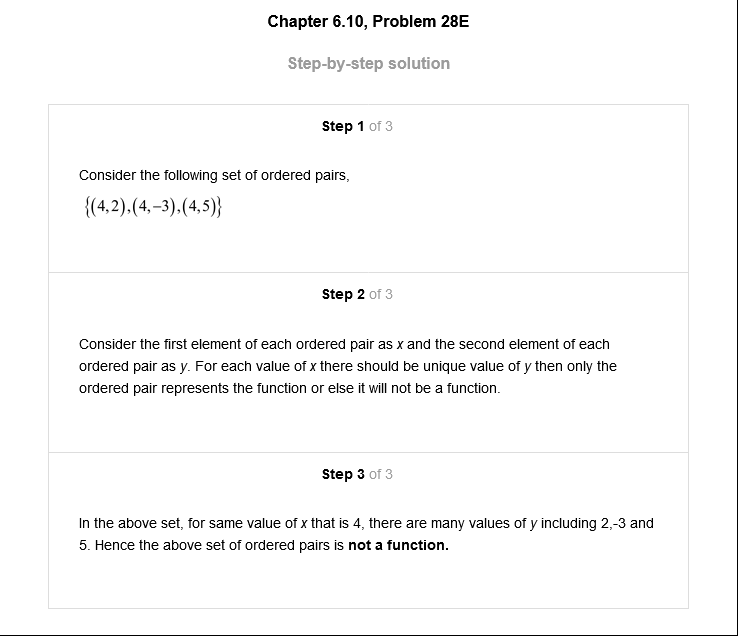 Chapter 6.10, Problem 28E
Step-by-step solution
Step 1 of 3
Consider the following set of ordered pairs,
{(4,2),(4,−3),(4,5)}
Step 2 of 3
Consider the first element of each ordered pair as x and the second element of each
ordered pair as y. For each value of x there should be unique value of y then only the
ordered pair represents the function or else it will not be a function.
Step 3 of 3
In the above set, for same value of x that is 4, there are many values of y including 2,-3 and
5. Hence the above set of ordered pairs is not a function.